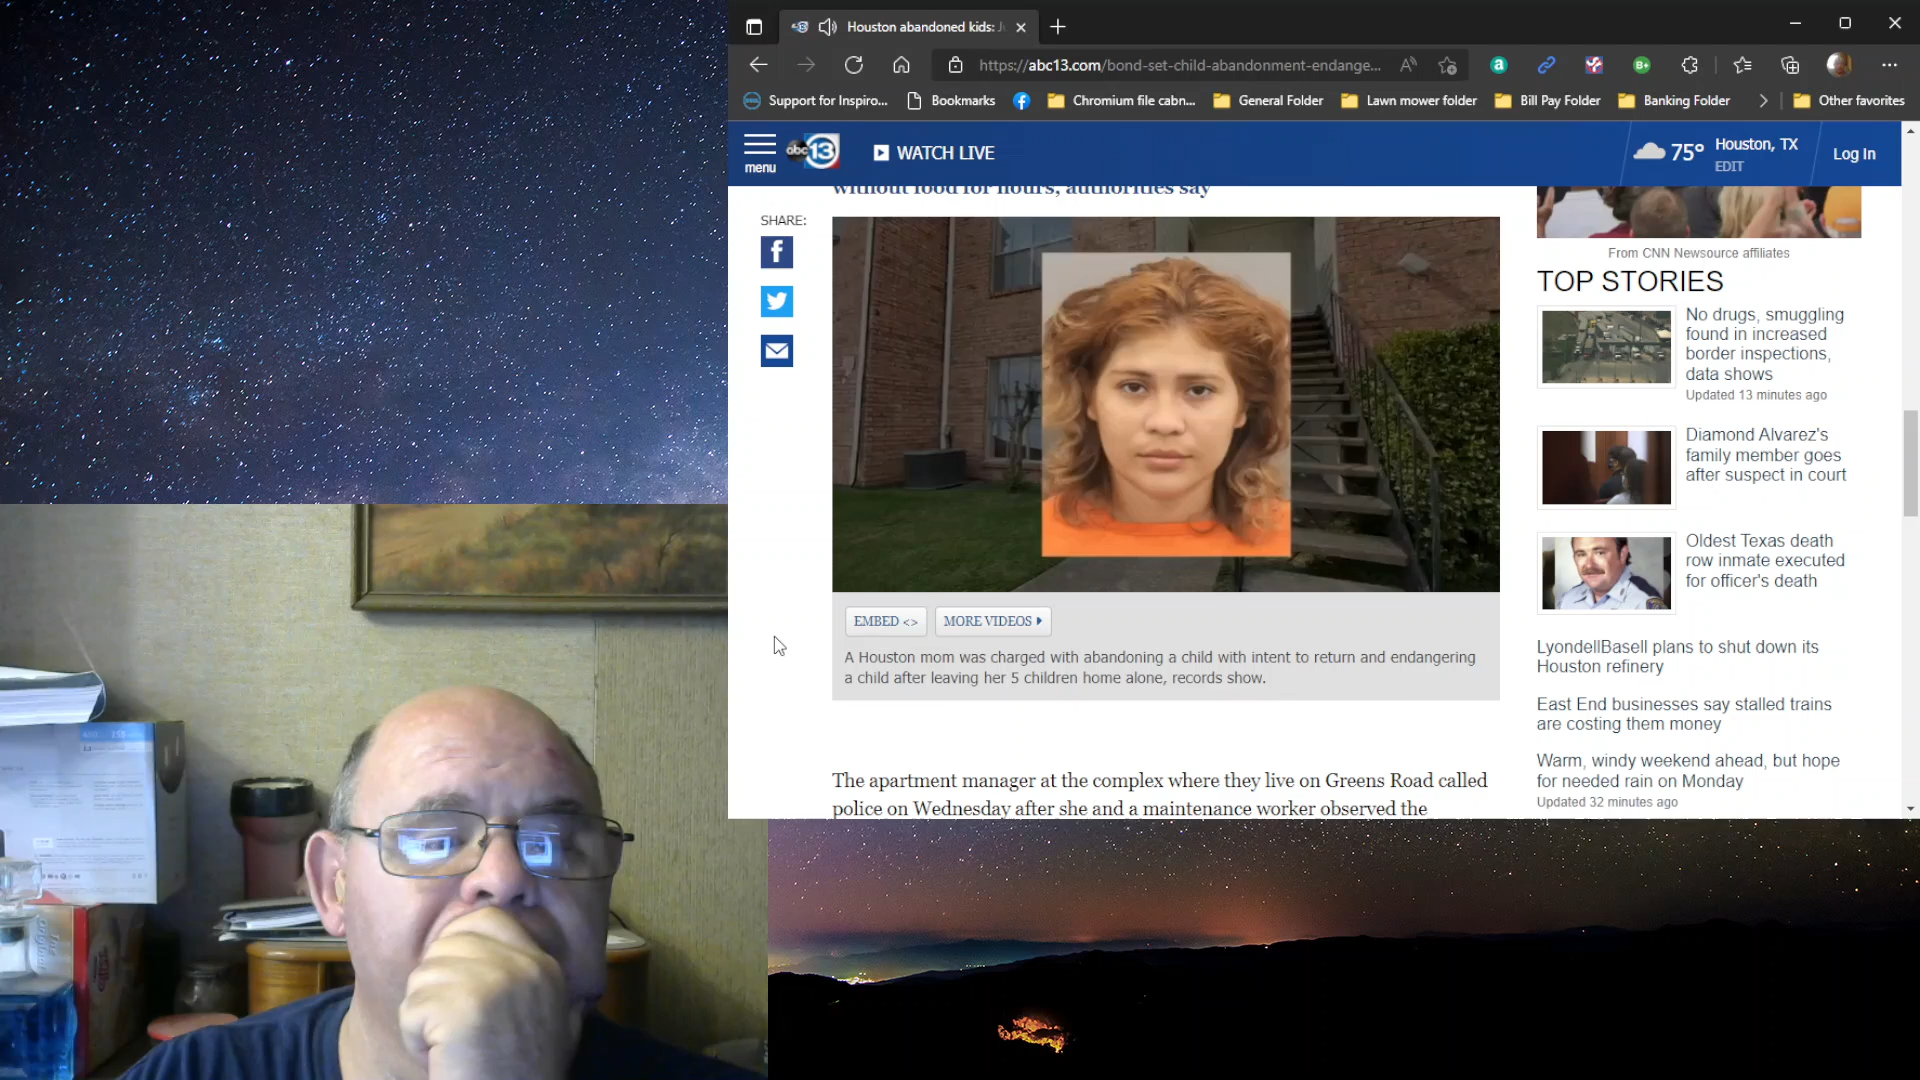 Houston abandoned kids: J
https://abc13.com/bond-set-child-abandonment-endange...
Support for Inspiro...
Bookmarks
Chromium file cabn...
General Folder
Lawn mower folder
Bill Pay Folder
Banking Folder
Other favorites
menu
abc 13
WATCH LIVE
75°
Houston, TX
EDIT
Log In
without food for hours, authorities say
SHARE:
EMBED <>
MORE VIDEOS
A Houston mom was charged with abandoning a child with intent to return and endangering
a child after leaving her 5 children home alone, records show.
The apartment manager at the complex where they live on Greens Road called
police on Wednesday after she and a maintenance worker observed the
From CNN Newsource affiliates
TOP STORIES
No drugs, smuggling
found in increased
border inspections,
data shows
Updated 13 minutes ago
Diamond Alvarez's
family member goes
after suspect in court
Oldest Texas death
row inmate executed
for officer's death
LyondellBasell plans to shut down its
Houston refinery
East End businesses say stalled trains
are costing them money
Warm, windy weekend ahead, but hope
for needed rain on Monday
Updated 32 minutes ago